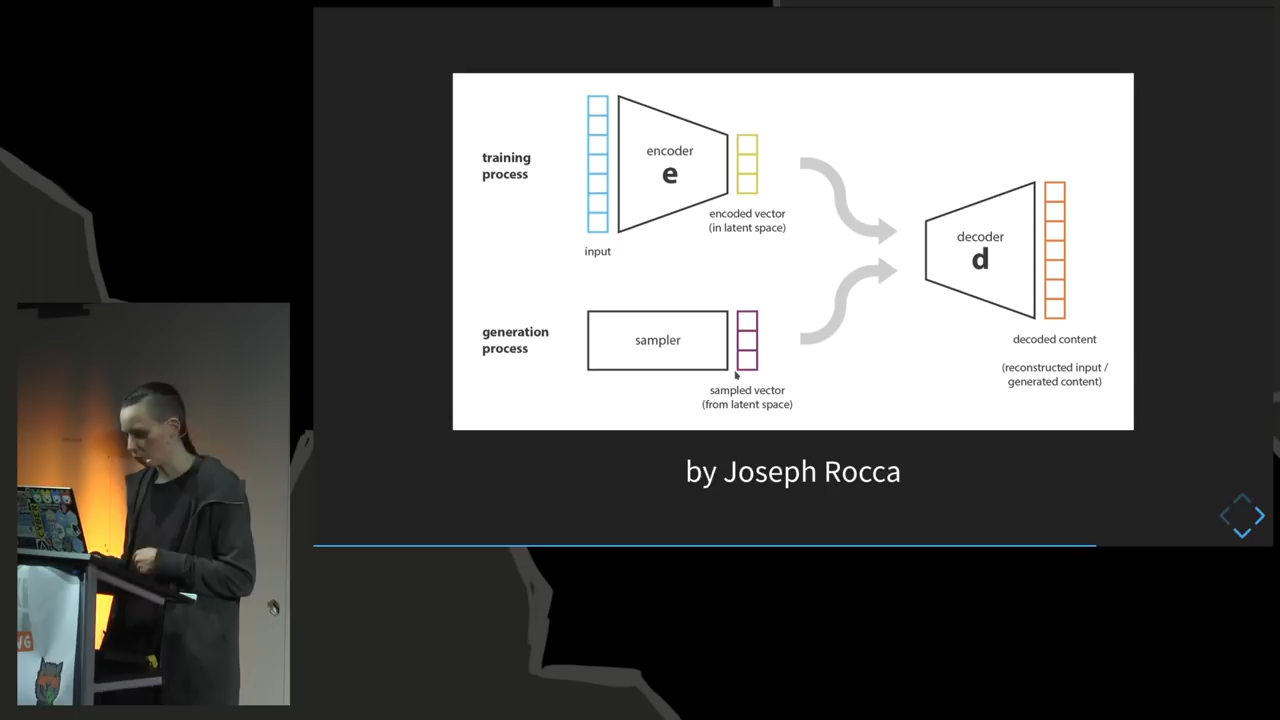 training
process
encoder
e
encoded vector
(in latent space)
input
decoder
d
decoded content
(reconstructed input /
generated content)
generation
process
sampler
sampled vector
(from latent space)
by Joseph Rocca